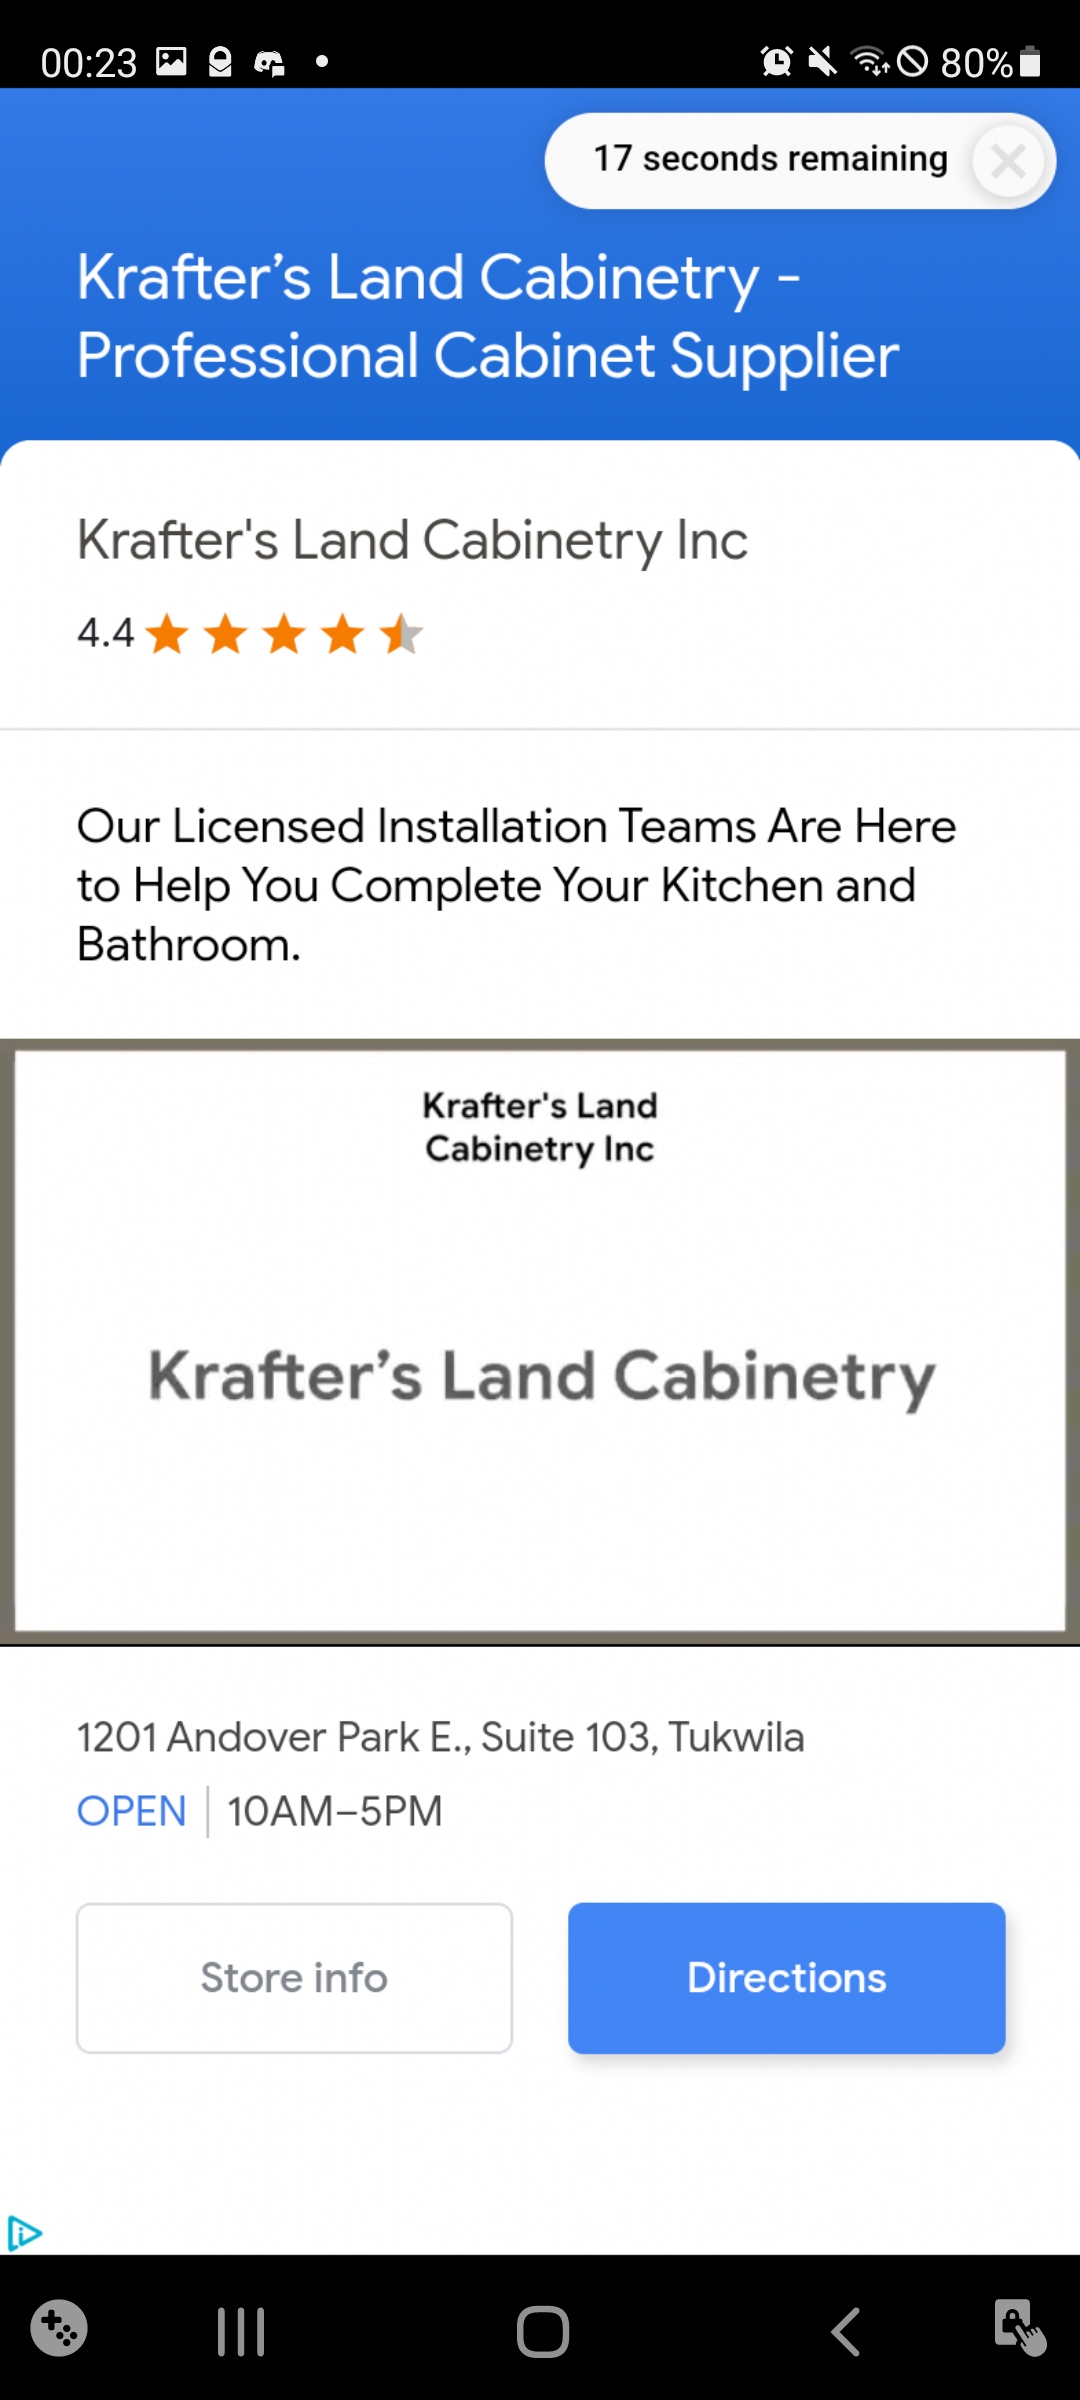 00:23
80%
17 seconds remaining
Krafter’s Land Cabinetry -
Professional Cabinet Supplier
Krafter's Land Cabinetry Inc
4.4
Our Licensed Installation Teams Are Here
to Help You Complete Your Kitchen and
Bathroom.
Krafter's Land
Cabinetry Inc
Krafter’s Land Cabinetry
1201 Andover Park E., Suite 103, Tukwila
OPEN | 10AM–5PM
Store info
Directions